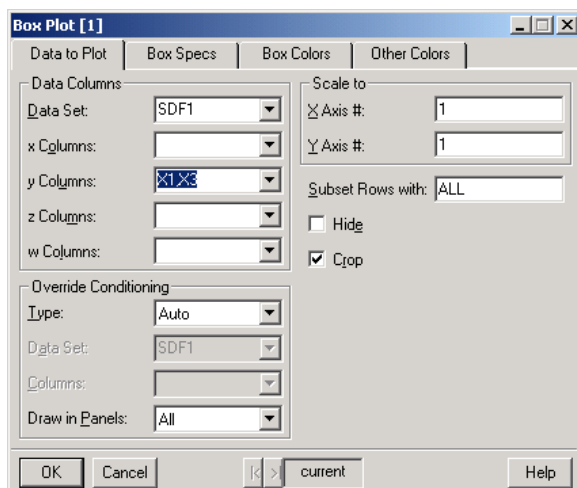 Box Plot [1]
Data to Plot Box Specs Box Colors Other Colors
Data Columns
Data Set: SDF1
x Columns:
y Columns: X1,X3
z Columns:
w Columns:
Scale to
X Axis #: 1
Y Axis #: 1
Subset Rows with: ALL
Hide
Crop
Override Conditioning
Type: Auto
Data Set: SDF1
Columns:
Draw in Panels: All
OK Cancel current Help